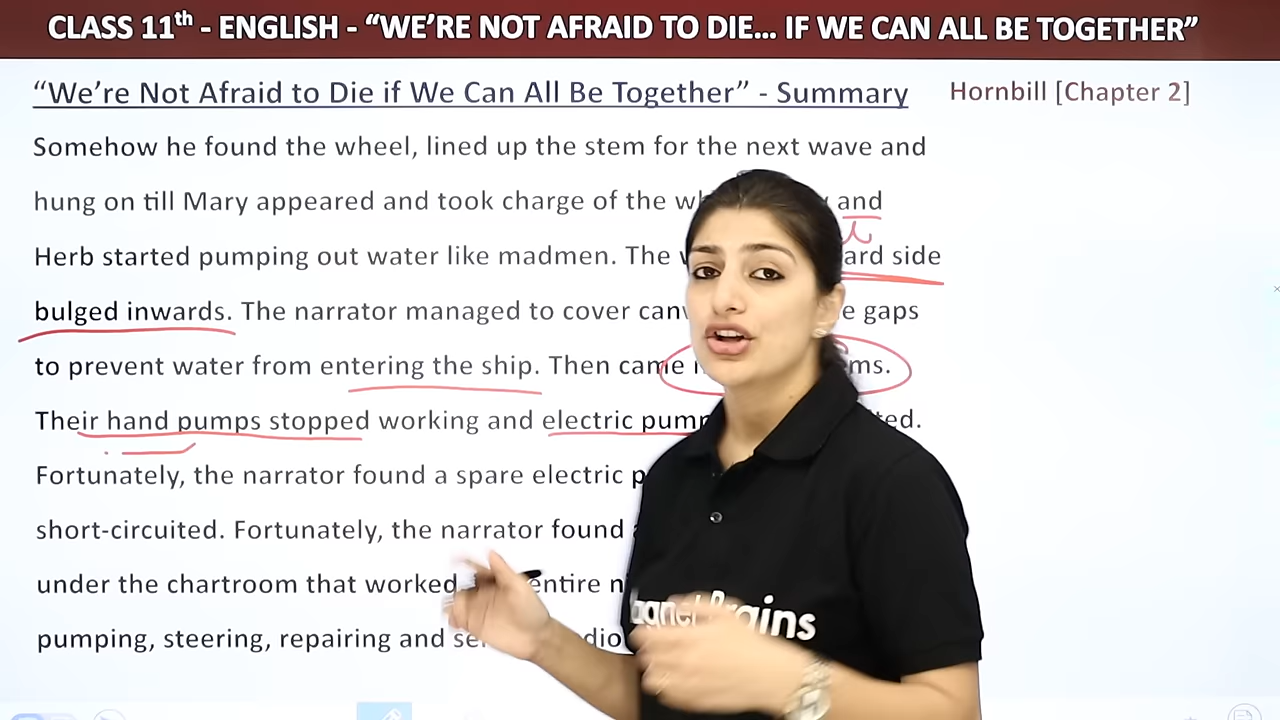 CLASS 11th - ENGLISH - “WE’RE NOT AFRAID TO DIE... IF WE CAN ALL BE TOGETHER”
“We’re Not Afraid to Die if We Can All Be Together” - Summary Hornbill [Chapter 2]
Somehow he found the wheel, lined up the stem for the next wave and
hung on till Mary appeared and took charge of the and
Herb started pumping out water like madmen. The side
bulged inwards. The narrator managed to cover gaps
to prevent water from entering the ship. Then came
Their hand pumps stopped working and electric
Fortunately, the narrator found a spare electric
short-circuited. Fortunately, the narrator found
under the chartroom that worked entire
pumping, steering, repairing and